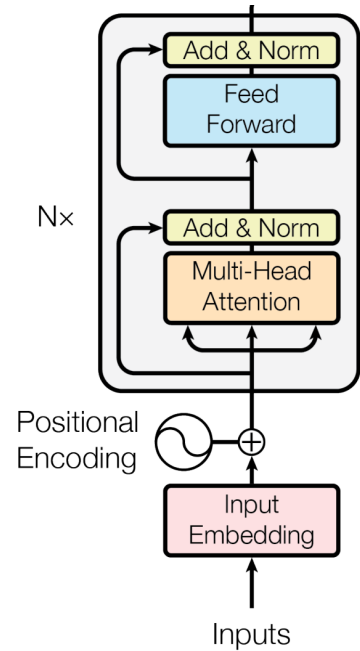 Add & Norm
Feed
Forward
N×
Add & Norm
Multi-Head
Attention
Positional
Encoding
Input
Embedding
Inputs